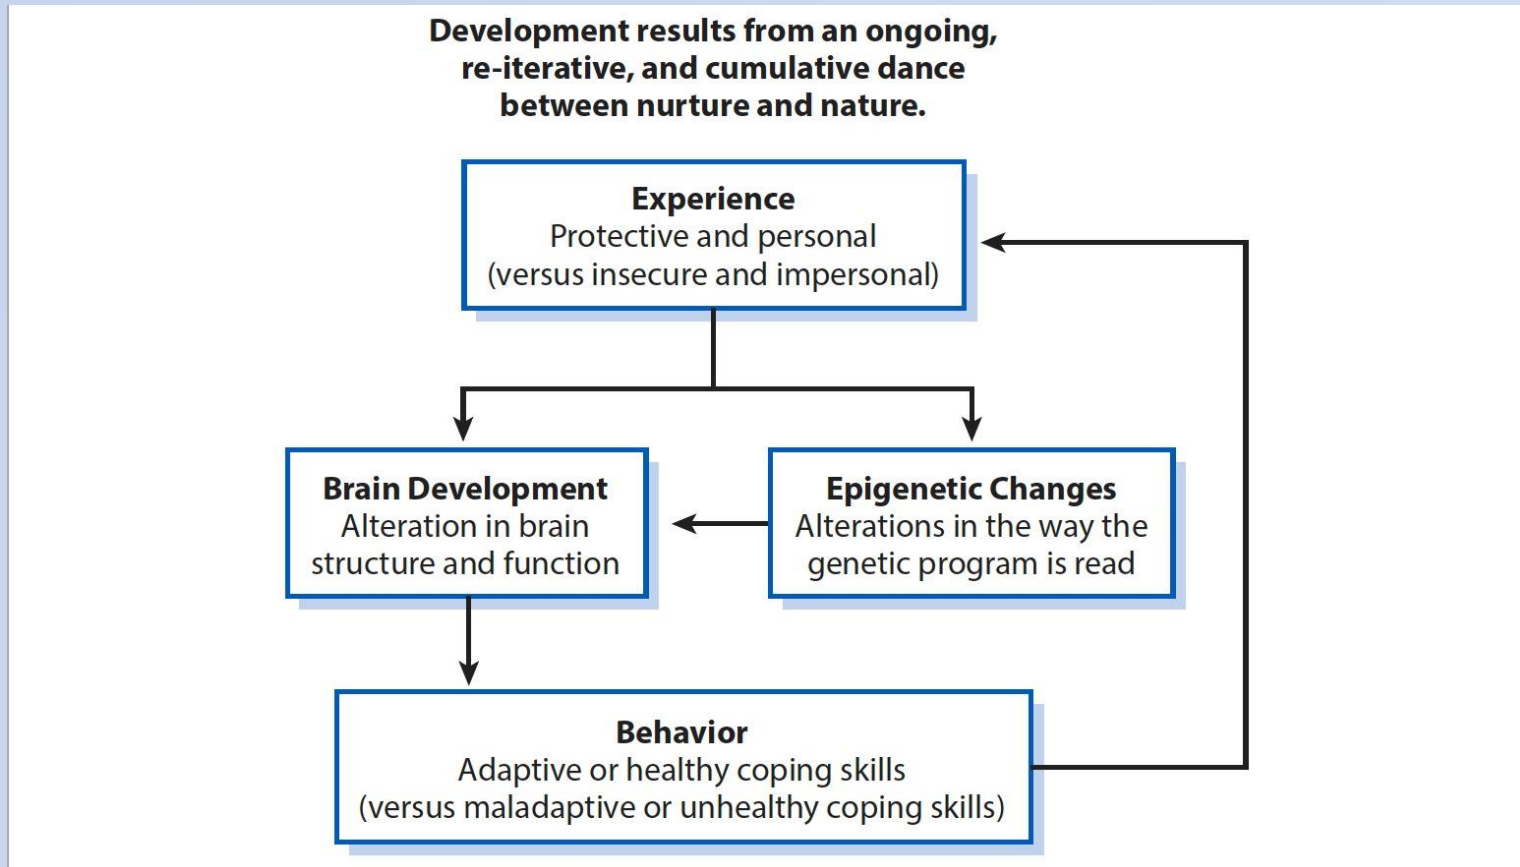 Development results from an ongoing,
re-iterative, and cumulative dance
between nurture and nature.
Experience
Protective and personal
(versus insecure and impersonal)
Brain Development
Alteration in brain
structure and function
Epigenetic Changes
Alterations in the way the
genetic program is read
Behavior
Adaptive or healthy coping skills
(versus maladaptive or unhealthy coping skills)